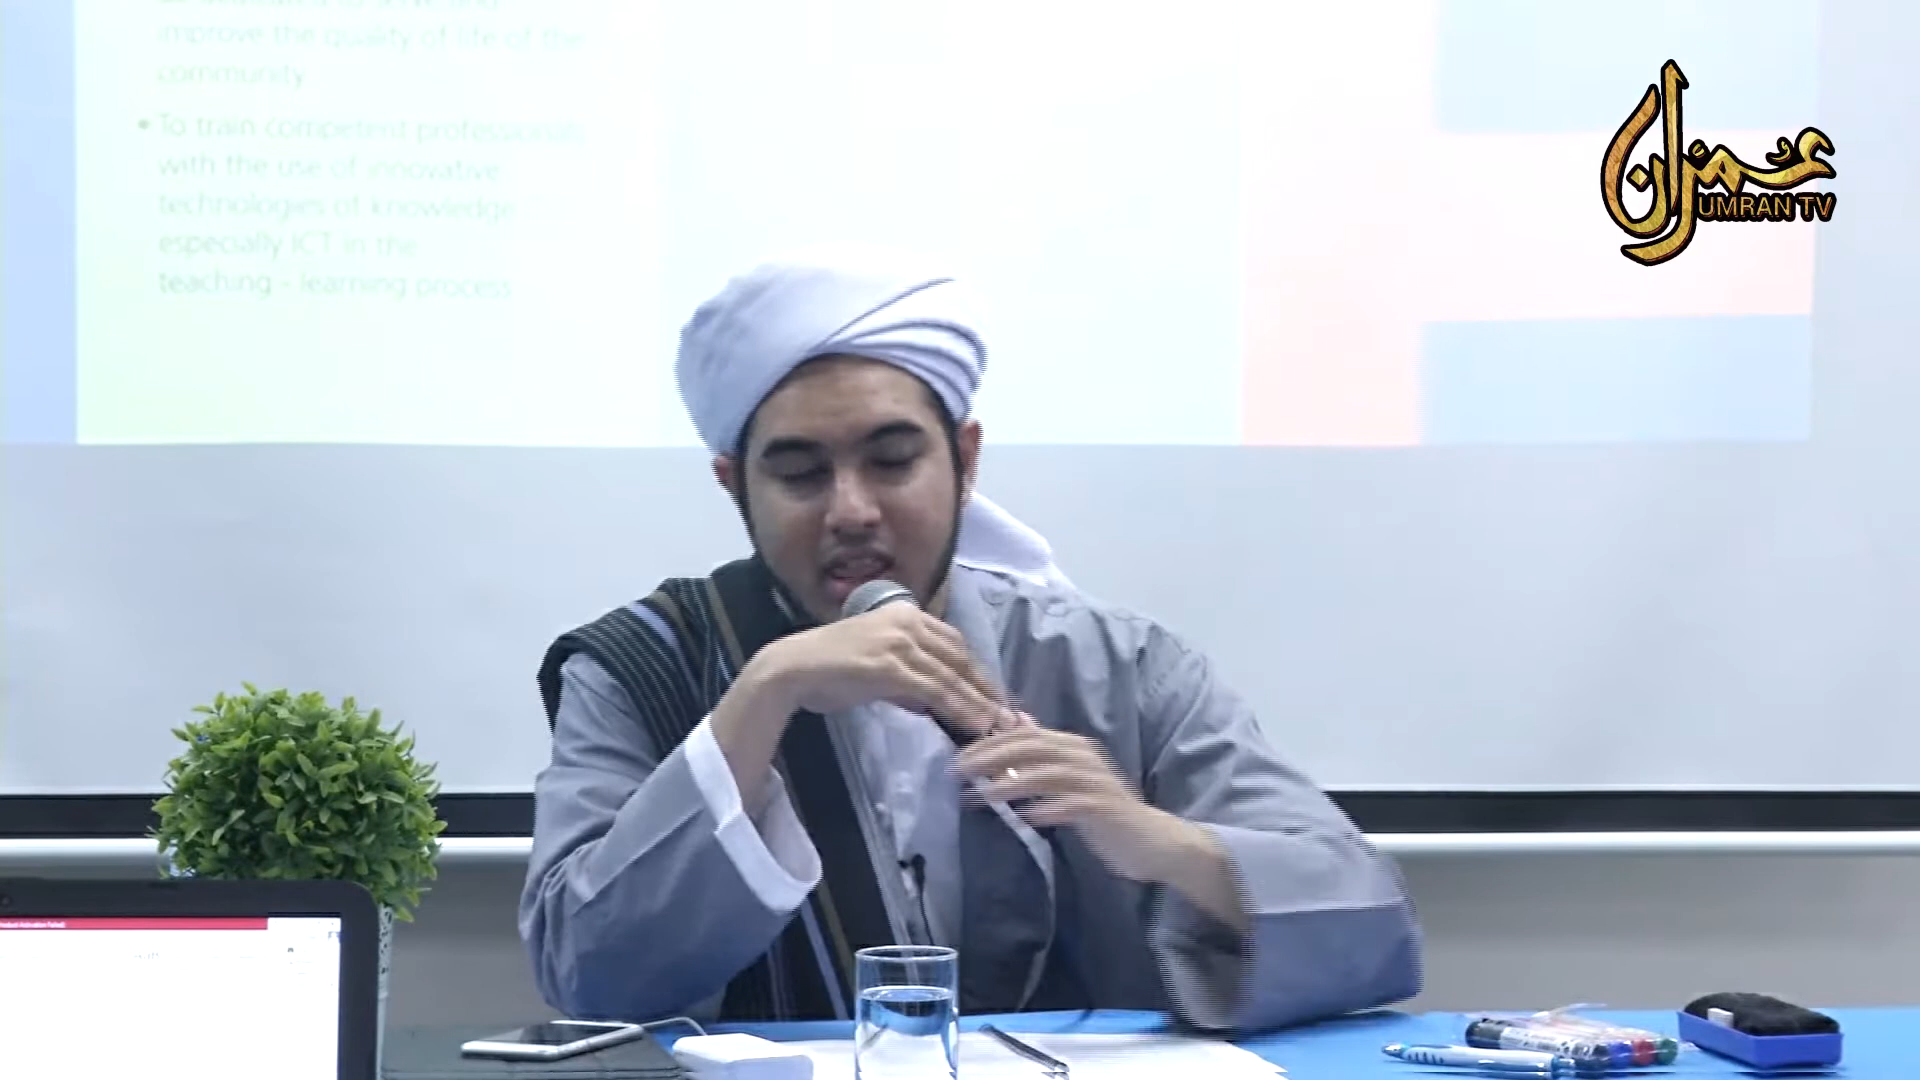 improve the quality of life of the
community
• To train competent professionals
with the use of innovative
technologies of knowledge
especially ICT in the
teaching - learning process
عُمران
UMRAN TV